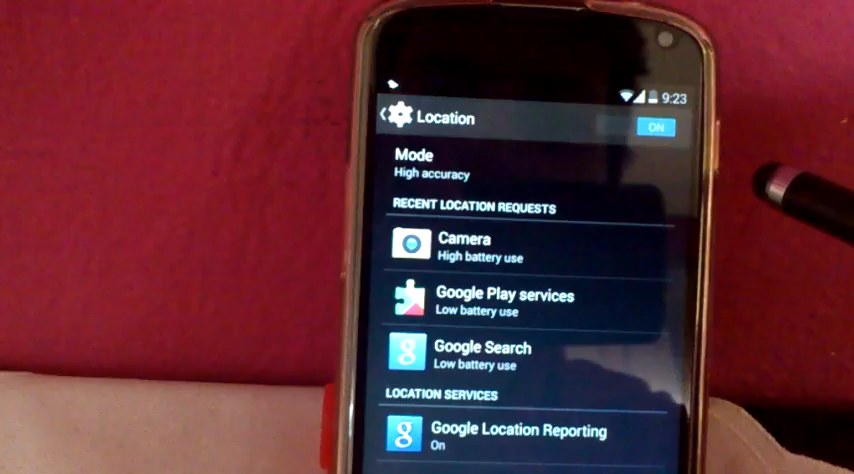 9:23
Location
ON
Mode
High accuracy
RECENT LOCATION REQUESTS
Camera
High battery use
Google Play services
Low battery use
g
Google Search
Low battery use
LOCATION SERVICES
g
Google Location Reporting
On